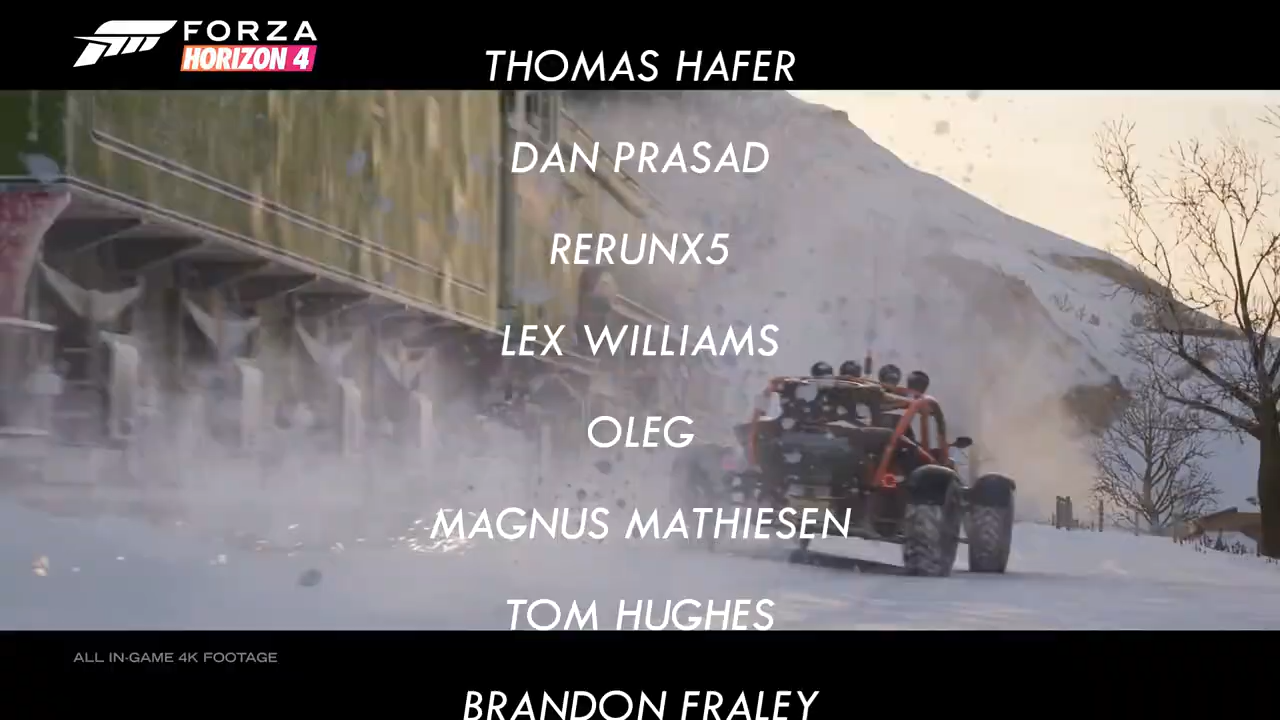 FORZA
HORIZON 4
THOMAS HAFER
DAN PRASAD
RERUNX5
LEX WILLIAMS
OLEG
MAGNUS MATHIESEN
TOM HUGHES
ALL IN-GAME 4K FOOTAGE
BRANDON FRALEY